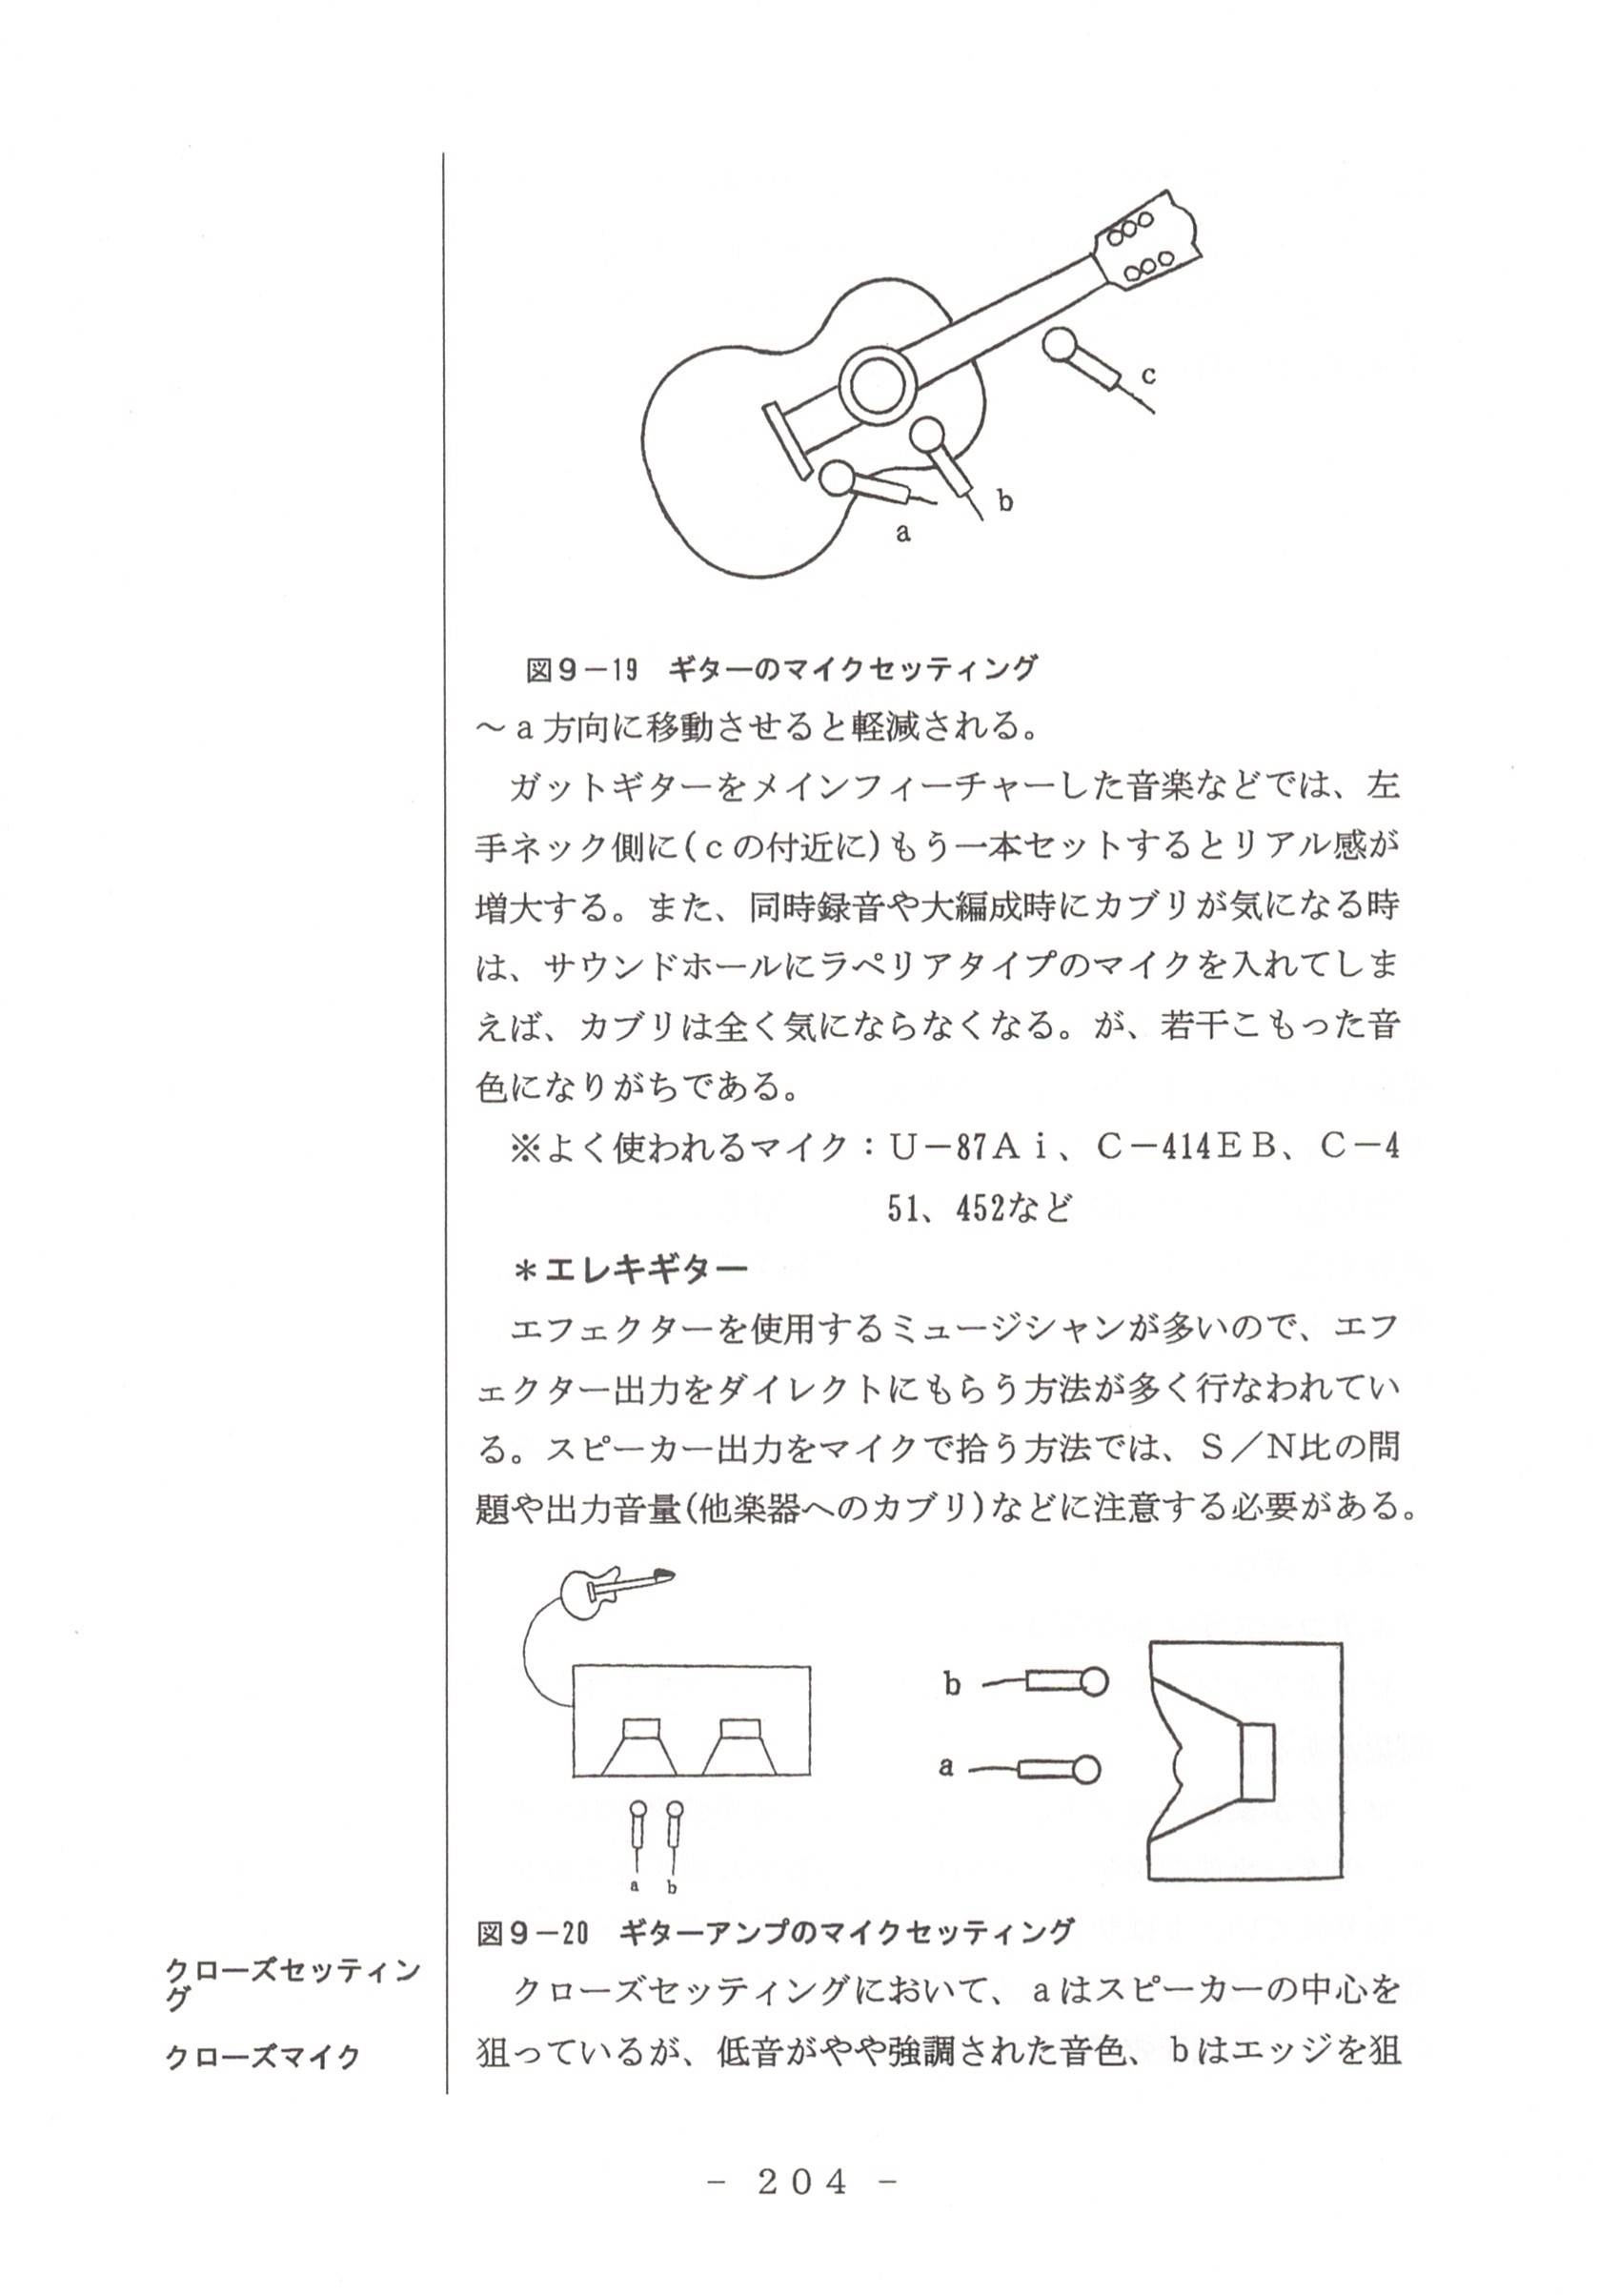 c
b
a
図9－19　ギターのマイクセッティング
～a方向に移動させると軽減される。
　ガットギターをメインフィーチャーした音楽などでは、左
手ネック側に(cの付近に)もう一本セットするとリアル感が
増大する。また、同時録音や大編成時にカブリが気になる時
は、サウンドホールにラペリアタイプのマイクを入れてしま
えば、カブリは全く気にならなくなる。が、若干こもった音
色になりがちである。
　※よく使われるマイク：U－87Ai、C－414EB、C－4
51、452など
＊エレキギター
　エフェクターを使用するミュージシャンが多いので、エフ
ェクター出力をダイレクトにもらう方法が多く行なわれてい
る。スピーカー出力をマイクで拾う方法では、S／N比の問
題や出力音量(他楽器へのカブリ)などに注意する必要がある。
b
a
a b
図9－20　ギターアンプのマイクセッティング
クローズセッティン
グ
クローズマイク
　クローズセッティングにおいて、aはスピーカーの中心を
狙っているが、低音がやや強調された音色、bはエッジを狙
－ 204 －